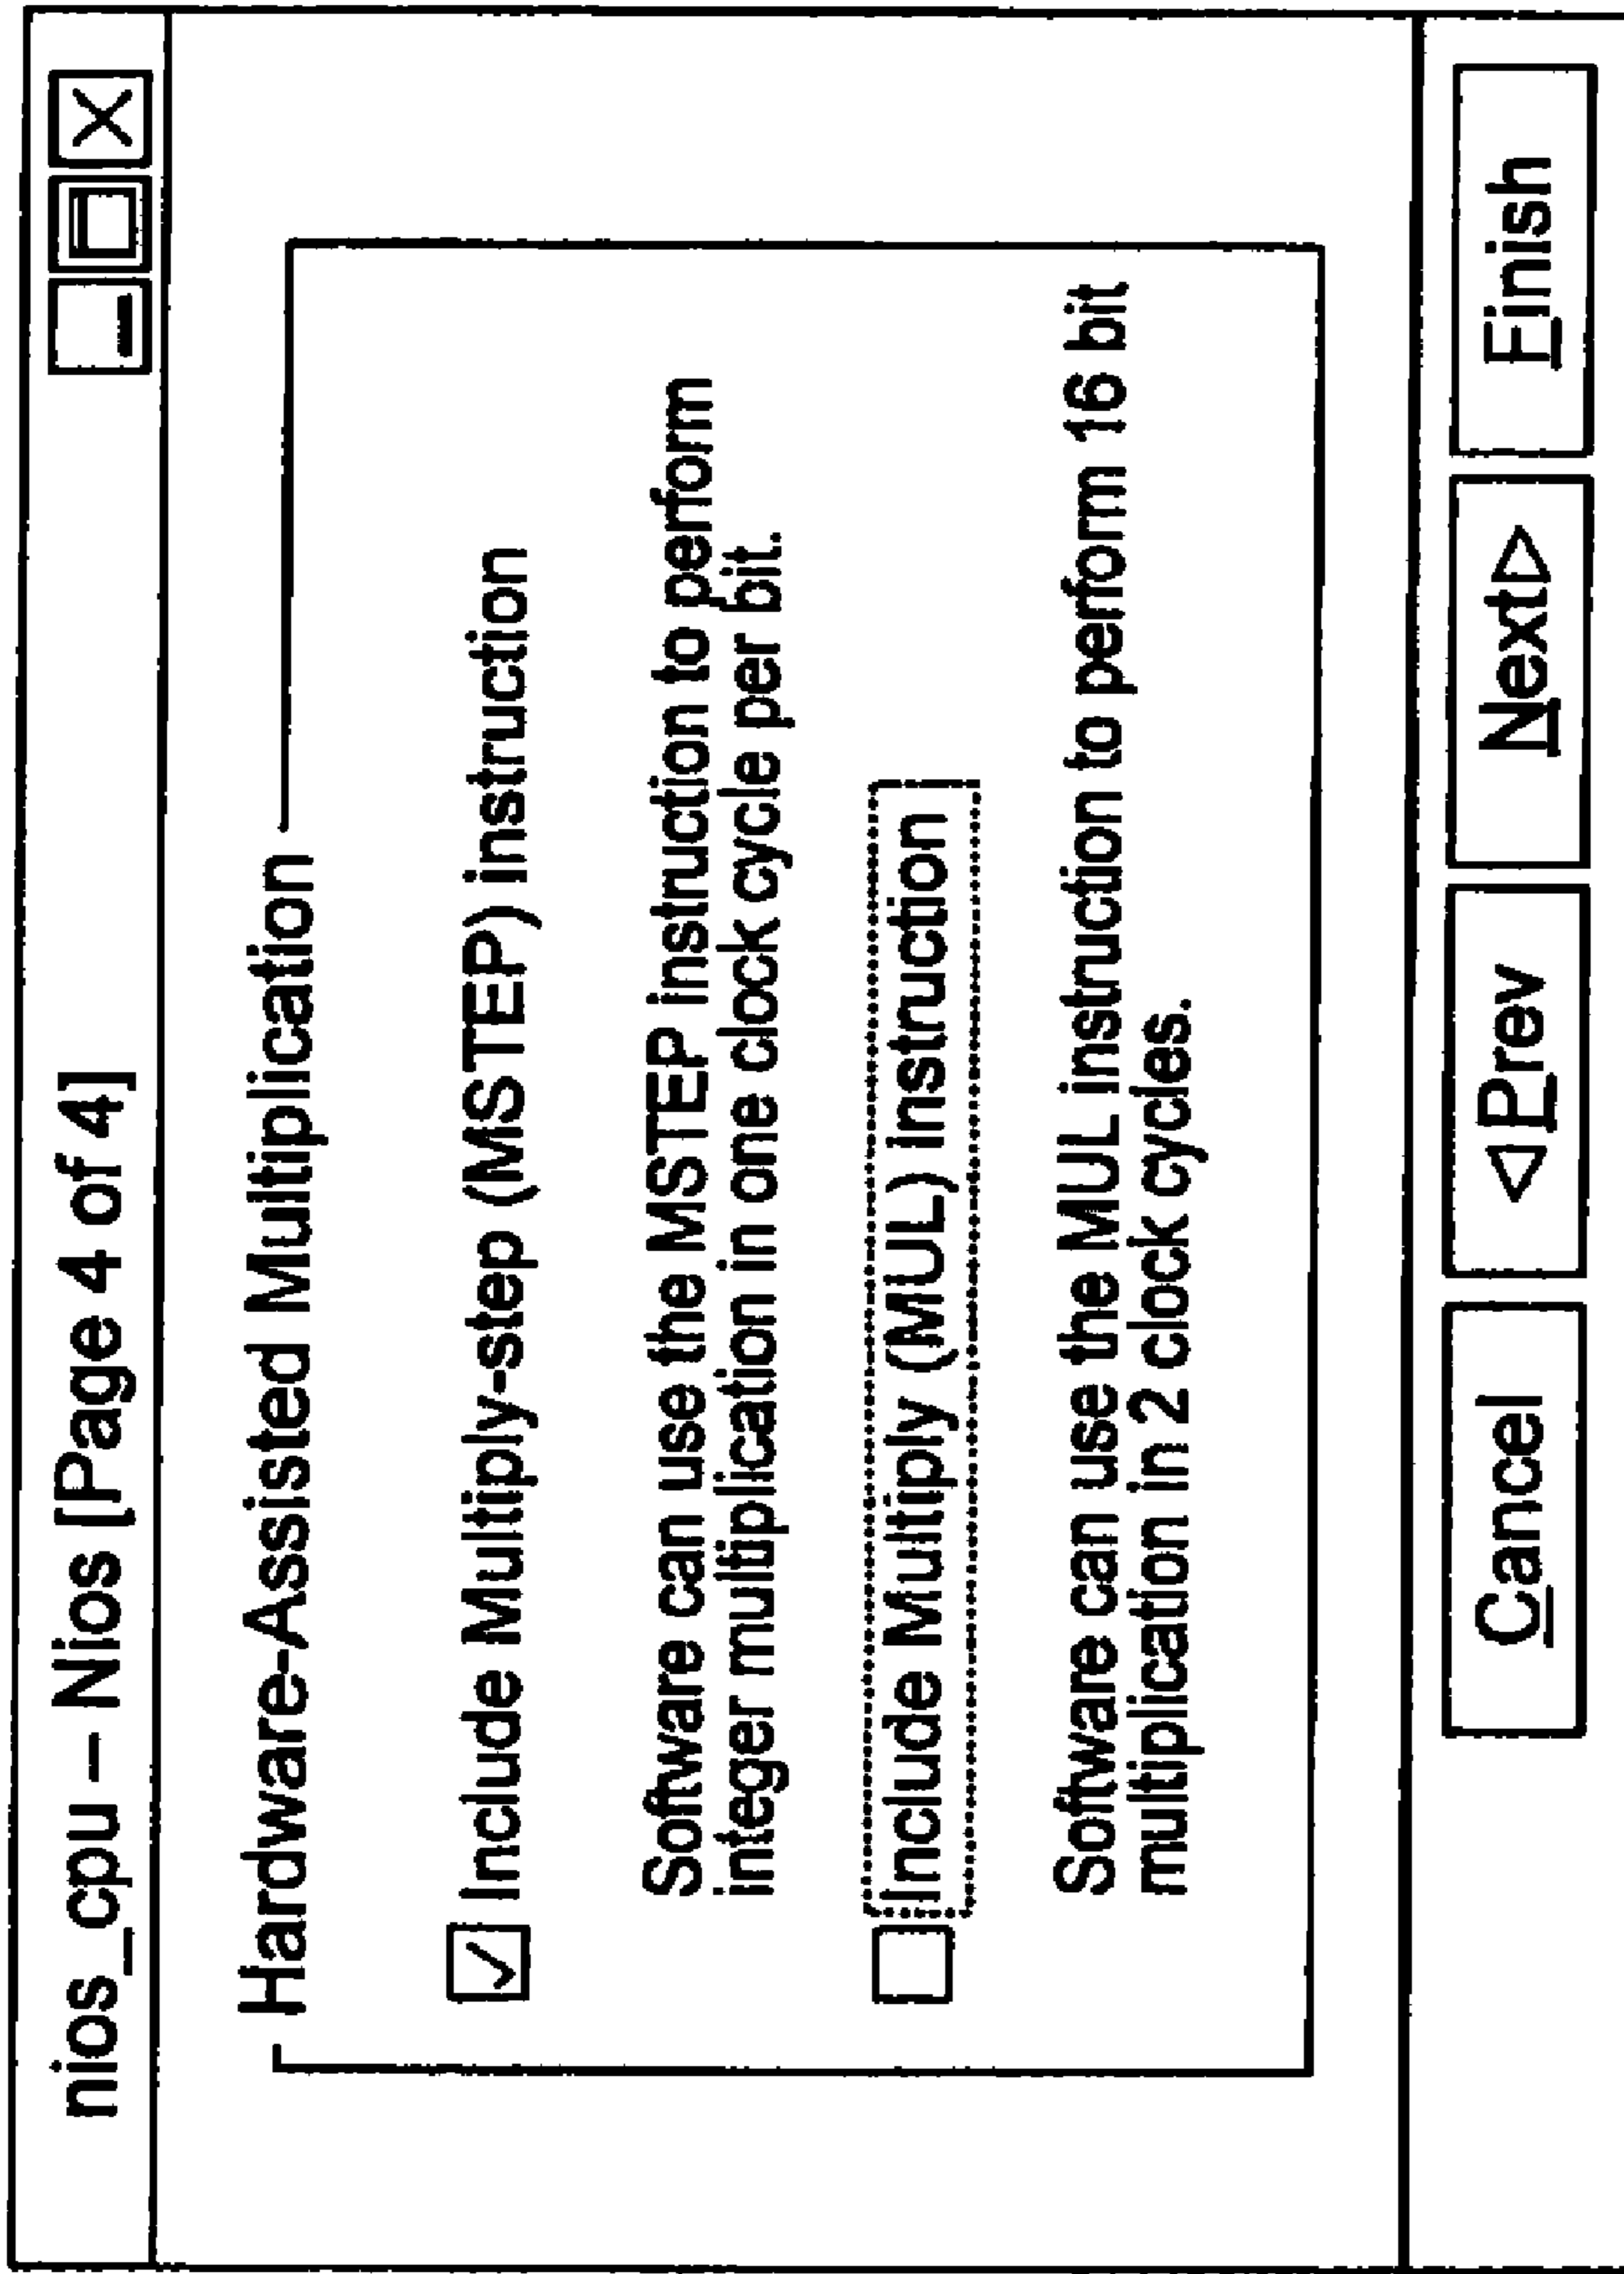 nios_cpu – Nios [Page 4 of 4]
Hardware-Assisted Multiplication
Include Multiply-step (MSTEP) instruction
Software can use the MSTEP instruction to perform
integer multiplication in one clock cycle per bit.
Include Multiply (MUL) instruction
Software can use the MUL instruction to perform 16 bit
multiplication in 2 clock cycles.
Cancel
Prev
Next
Finish